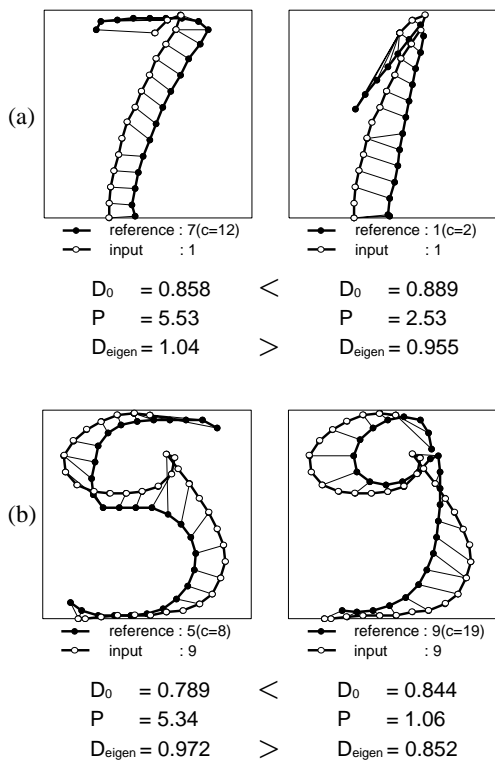 (a)
reference : 7(c=12)
input : 1
reference : 1(c=2)
input : 1
D0 = 0.858 < D0 = 0.889
P = 5.53 P = 2.53
Deigen = 1.04 > Deigen = 0.955
(b)
reference : 5(c=8)
input : 9
reference : 9(c=19)
input : 9
D0 = 0.789 < D0 = 0.844
P = 5.34 P = 1.06
Deigen = 0.972 > Deigen = 0.852